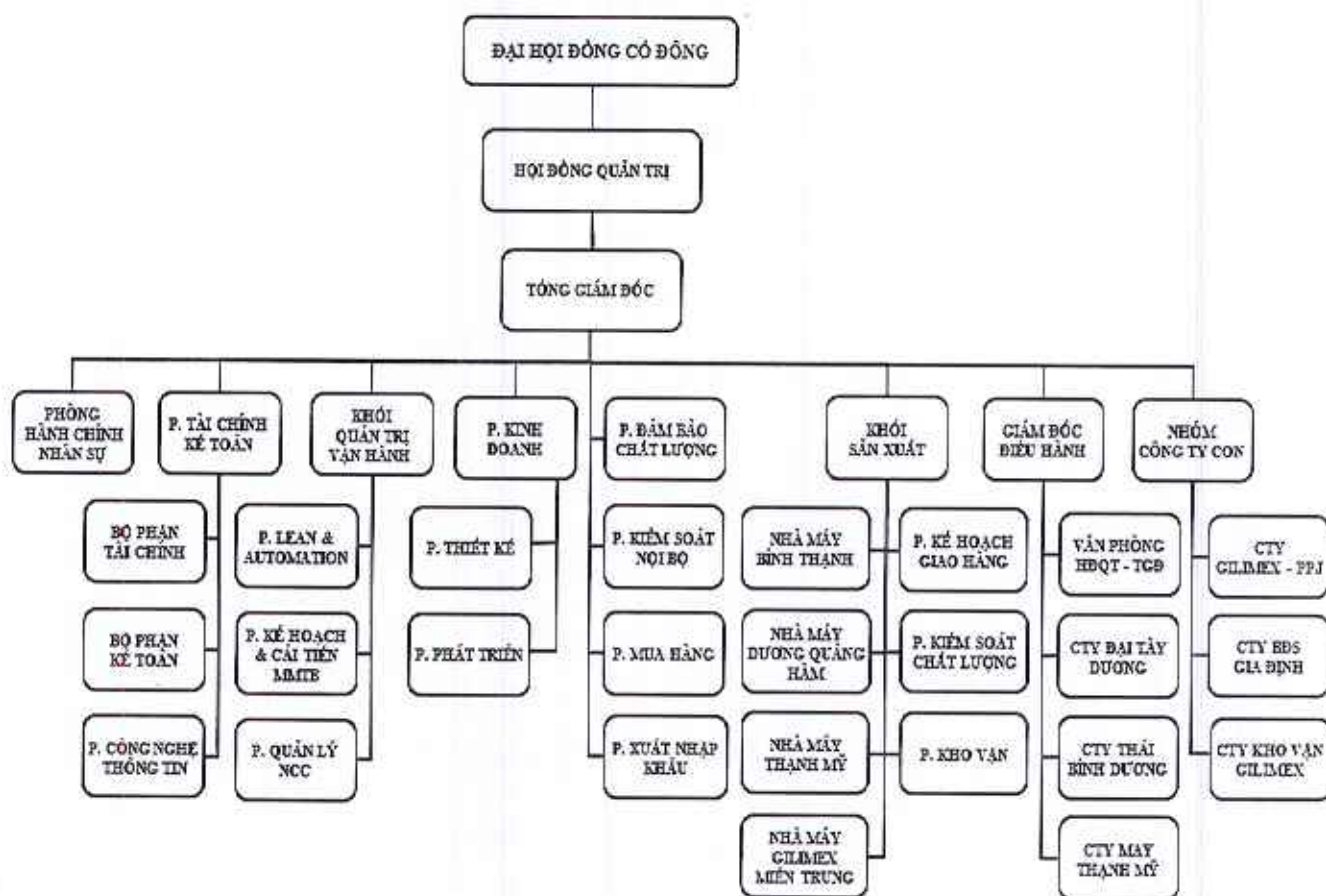 ĐẠI HỘI ĐỒNG CỔ ĐÔNG
HỘI ĐỒNG QUẢN TRỊ
TỔNG GIÁM ĐỐC
PHÒNG
HÀNH CHÍNH
NHÂN SỰ
P. TÀI CHÍNH
KẾ TOÁN
KHỐI
QUẢN TRỊ
VẬN HÀNH
P. KINH
DOANH
P. ĐẢM BẢO
CHẤT LƯỢNG
KHỐI
SẢN XUẤT
GIÁM ĐỐC
ĐIỀU HÀNH
NHÓM
CÔNG TY CON
BỘ PHẬN
TÀI CHÍNH
P. LEAN &
AUTOMATION
P. THIẾT KẾ
P. KIỂM SOÁT
NỘI BỘ
NHÀ MÁY
BÌNH THẠNH
P. KẾ HOẠCH
GIAO HÀNG
VĂN PHÒNG
HĐQT - TGĐ
CTY
GILIMEX - PPJ
BỘ PHẬN
KẾ TOÁN
P. KẾ HOẠCH
& CẢI TIẾN
MMTB
P. PHÁT TRIỂN
P. MUA HÀNG
NHÀ MÁY
DƯƠNG QUẢNG
HÀM
P. KIỂM SOÁT
CHẤT LƯỢNG
CTY ĐẠI TÂY
DƯƠNG
CTY BĐS
GIA ĐỊNH
P. CÔNG NGHỆ
THÔNG TIN
P. QUẢN LÝ
NCC
P. XUẤT NHẬP
KHẨU
NHÀ MÁY
THẠNH MỸ
P. KHO VẬN
CTY THÁI
BÌNH DƯƠNG
CTY KHO VẬN
GILIMEX
NHÀ MÁY
GILIMEX
MIỀN TRUNG
CTY MAY
THẠNH MỸ